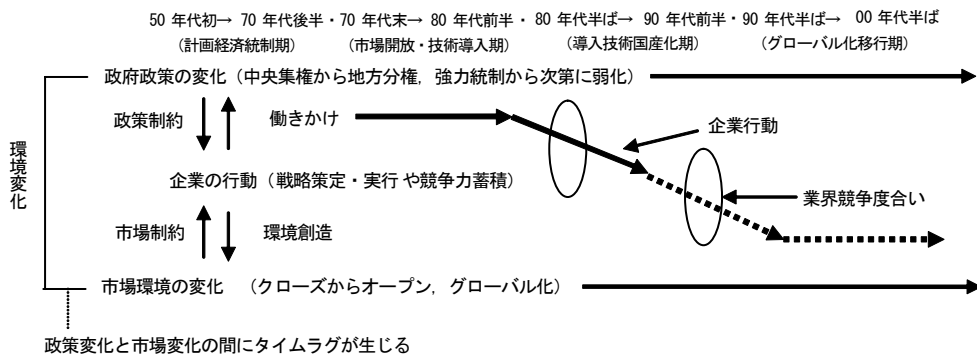 50 年代初→ 70 年代後半・70 年代末→ 80 年代前半・80 年代半ば→ 90 年代前半・90 年代半ば→ 00 年代半ば
(計画経済統制期) (市場開放・技術導入期) (導入技術国産化期) (グローバル化移行期)
政府政策の変化(中央集権から地方分権,強力統制から次第に弱化)
政策制約 働きかけ 企業行動
環境変化
企業の行動(戦略策定・実行や競争力蓄積) 業界競争度合い
市場制約 環境創造
市場環境の変化 (クローズからオープン,グローバル化)
政策変化と市場変化の間にタイムラグが生じる